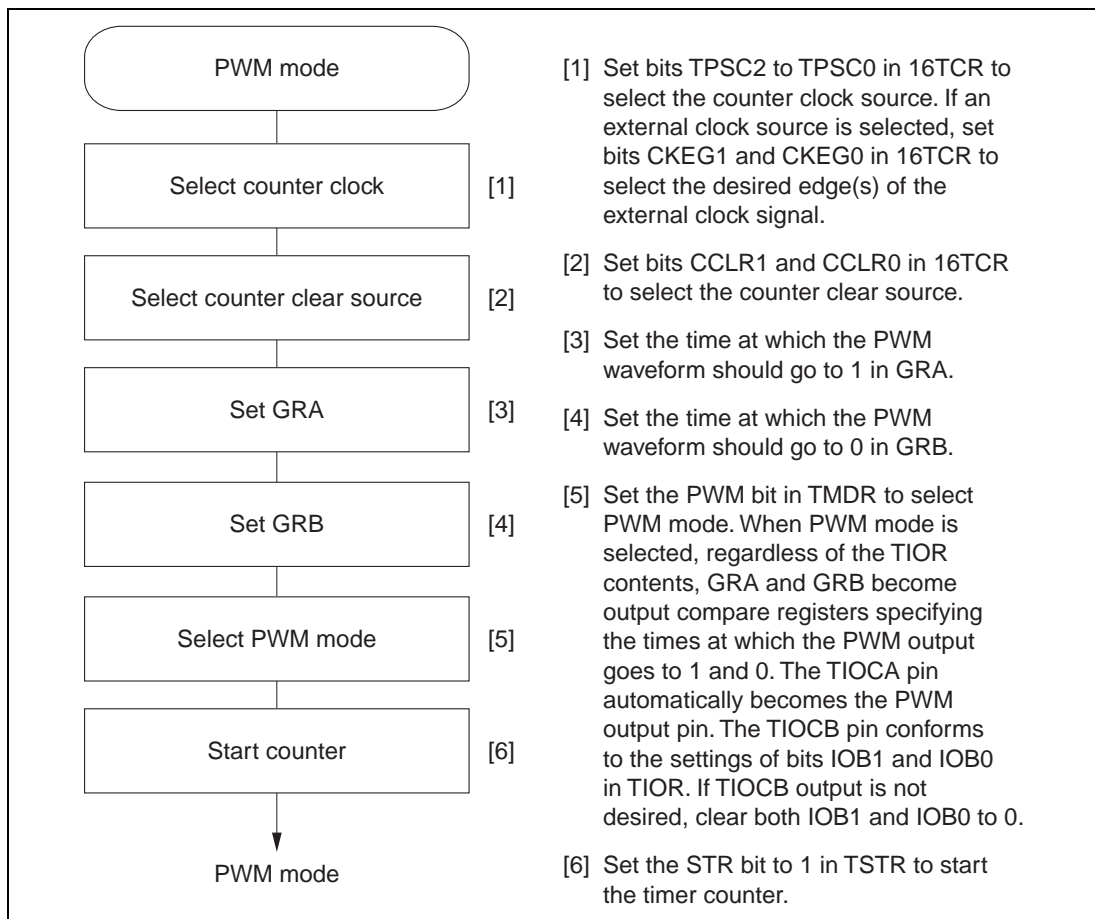 PWM mode
Select counter clock [1]
Select counter clear source [2]
Set GRA [3]
Set GRB [4]
Select PWM mode [5]
Start counter [6]
PWM mode
[1] Set bits TPSC2 to TPSC0 in 16TCR to
select the counter clock source. If an
external clock source is selected, set
bits CKEG1 and CKEG0 in 16TCR to
select the desired edge(s) of the
external clock signal.
[2] Set bits CCLR1 and CCLR0 in 16TCR
to select the counter clear source.
[3] Set the time at which the PWM
waveform should go to 1 in GRA.
[4] Set the time at which the PWM
waveform should go to 0 in GRB.
[5] Set the PWM bit in TMDR to select
PWM mode. When PWM mode is
selected, regardless of the TIOR
contents, GRA and GRB become
output compare registers specifying
the times at which the PWM output
goes to 1 and 0. The TIOCA pin
automatically becomes the PWM
output pin. The TIOCB pin conforms
to the settings of bits IOB1 and IOB0
in TIOR. If TIOCB output is not
desired, clear both IOB1 and IOB0 to 0.
[6] Set the STR bit to 1 in TSTR to start
the timer counter.